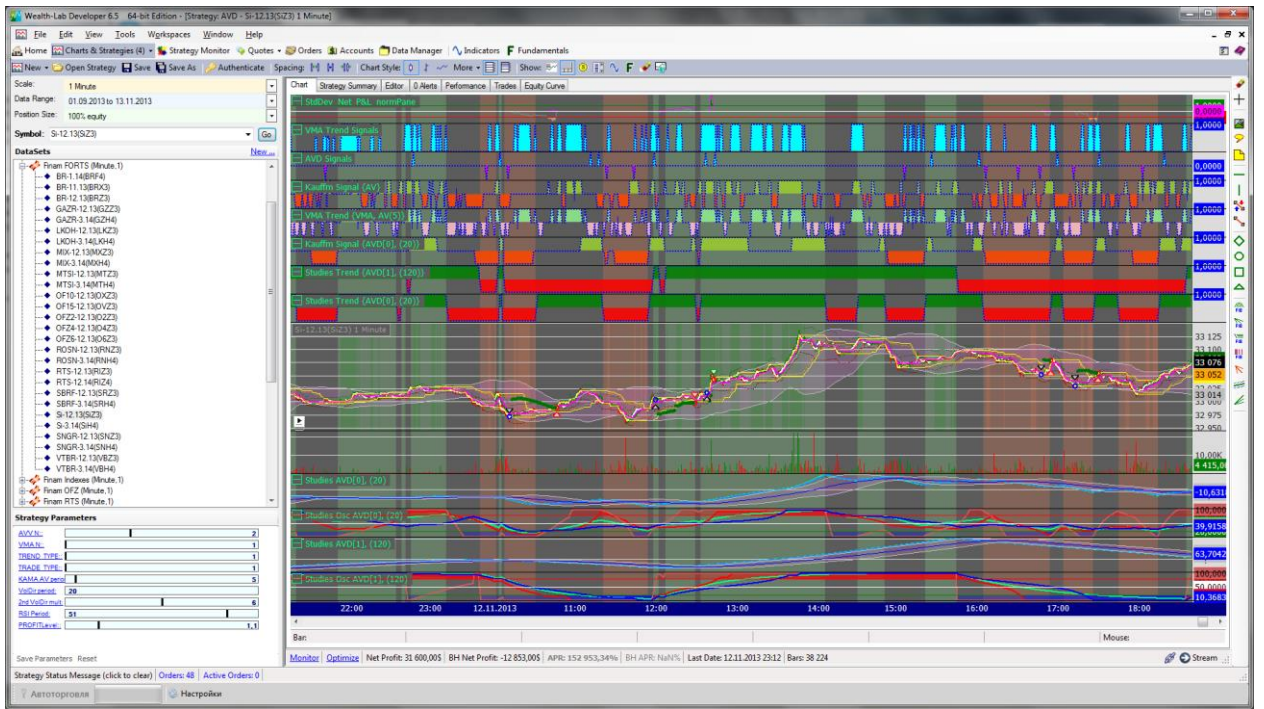 Wealth-Lab Developer 6.5 64-bit Edition - [Strategy: AVD - Si-12.13(SiZ3) 1 Minute]
File Edit View Tools Workspaces Window Help
Home Charts & Strategies (4) Strategy Monitor Quotes Orders Accounts Data Manager Indicators Fundamentals
New Open Strategy Save Save As Authenticate Spacing: Chart Style: More Show:
Scale: 1 Minute
Data Range: 01.09.2013 to 13.11.2013
Position Size: 100% equity
Symbol: Si-12.13(SiZ3) Go
DataSets New ...
Finam FORTS (Minute,1)
BR-1.14(BRF4)
BR-11.13(BRX3)
BR-12.13(BRZ3)
GAZR-12.13(GZZ3)
GAZR-3.14(GZH4)
LKOH-12.13(LKZ3)
LKOH-3.14(LKH4)
MIX-12.13(MXZ3)
MIX-3.14(MXH4)
MTSI-12.13(MTZ3)
MTSI-3.14(MTH4)
OF10-12.13(OXZ3)
OF15-12.13(OVZ3)
OFZ2-12.13(O2Z3)
OFZ4-12.13(O4Z3)
OFZ6-12.13(O6Z3)
ROSN-12.13(RNZ3)
ROSN-3.14(RNH4)
RTS-12.13(RIZ3)
RTS-12.14(RIZ4)
SBRF-12.13(SRZ3)
SBRF-3.14(SRH4)
Si-12.13(SiZ3)
Si-3.14(SiH4)
SNGR-12.13(SNZ3)
SNGR-3.14(SNH4)
VTBR-12.13(VBZ3)
VTBR-3.14(VBH4)
Finam Indexes (Minute,1)
Finam OFZ (Minute,1)
Finam RTS (Minute,1)
Strategy Parameters
AVV.N.: 2
VMA.N.: 1
TREND_TYPE: 1
TRADE_TYPE: 1
KAMA.AV perio 5
VolDir.period: 20
2nd VolDir mult 6
RSI Period: 51
PROFITLevel: 1,1
Save Parameters Reset
Chart Strategy Summary Editor 0 Alerts Performance Trades Equity Curve
StdDev Net P&L normPane
VMA Trend Signals 1,0000
AVD Signals 0,0000
Kauffm Signal (AV) 1,0000
VMA Trend (VMA, AV(5)) 1,0000
Kauffm Signal (AVD[0], (20)) 1,0000
Studies Trend (AVD[1], (120)) 1,0000
Studies Trend (AVD[0], (20)) 1,0000
Si-12.13(SiZ3) 1 Minute
33 125
33 100
33 076
33 052
33 014
33 000
32 975
32 950
10,00K
Studies AVD[0], (20)
Studies Osc AVD[0], (20) 100,000
39,9158
Studies AVD[1], (120)
63,7042
Studies Osc AVD[1], (120) 100,000
50,0000
10,3683
22:00 23:00 12.11.2013 11:00 12:00 13:00 14:00 15:00 16:00 17:00 18:00
Bar: Mouse:
Monitor Optimize Net Profit: 31 600,00$ BH Net Profit: -12 853,00$ APR: 152 953,34% BH APR: NaN% Last Date: 12.11.2013 23:12 Bars: 38 224 Stream
Strategy Status Message (click to clear) Orders: 48 Active Orders: 0
Автоторговля Настройки